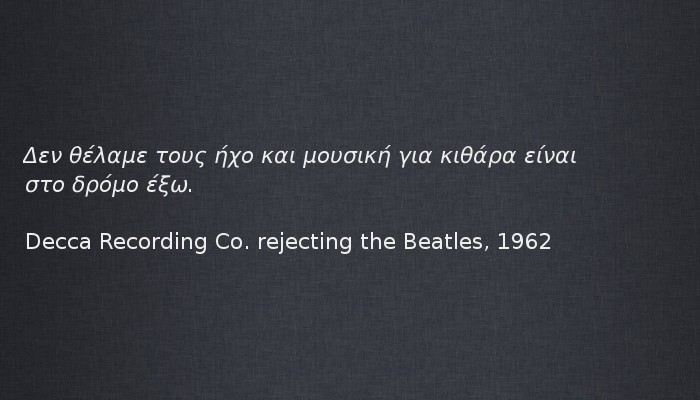 Δεν θέλαμε τους ήχο και μουσική για κιθάρα είναι
στο δρόμο έξω.
Decca Recording Co. rejecting the Beatles, 1962